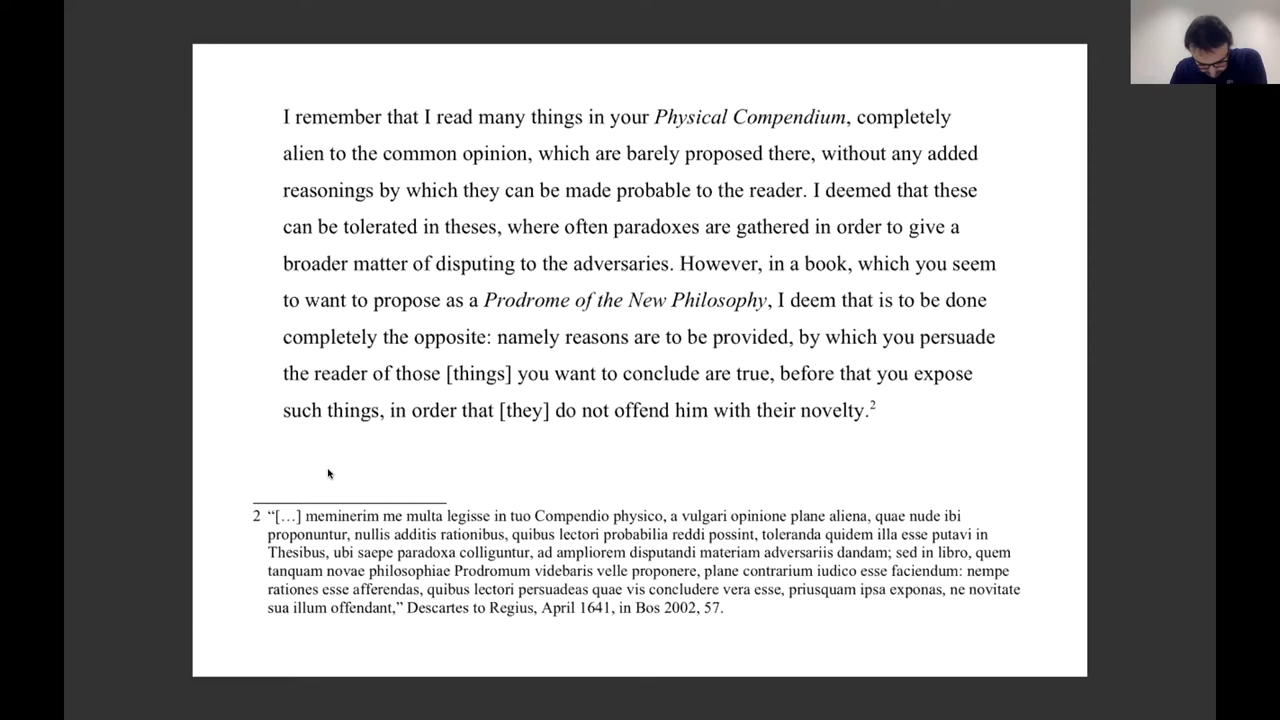 I remember that I read many things in your Physical Compendium, completely
alien to the common opinion, which are barely proposed there, without any added
reasonings by which they can be made probable to the reader. I deemed that these
can be tolerated in theses, where often paradoxes are gathered in order to give a
broader matter of disputing to the adversaries. However, in a book, which you seem
to want to propose as a Prodrome of the New Philosophy, I deem that is to be done
completely the opposite: namely reasons are to be provided, by which you persuade
the reader of those [things] you want to conclude are true, before that you expose
such things, in order that [they] do not offend him with their novelty.2
2 “[…] meminerim me multa legisse in tuo Compendio physico, a vulgari opinione plane aliena, quae nude ibi
proponuntur, nullis additis rationibus, quibus lectori probabilia reddi possint, toleranda quidem illa esse putavi in
Thesibus, ubi saepe paradoxa colliguntur, ad ampliorem disputandi materiam adversariis dandam; sed in libro, quem
tanquam novae philosophiae Prodromum videbaris velle proponere, plane contrarium iudico esse faciendum: nempe
rationes esse afferendas, quibus lectori persuadeas quae vis concludere vera esse, priusquam ipsa exponas, ne novitate
sua illum offendant,” Descartes to Regius, April 1641, in Bos 2002, 57.